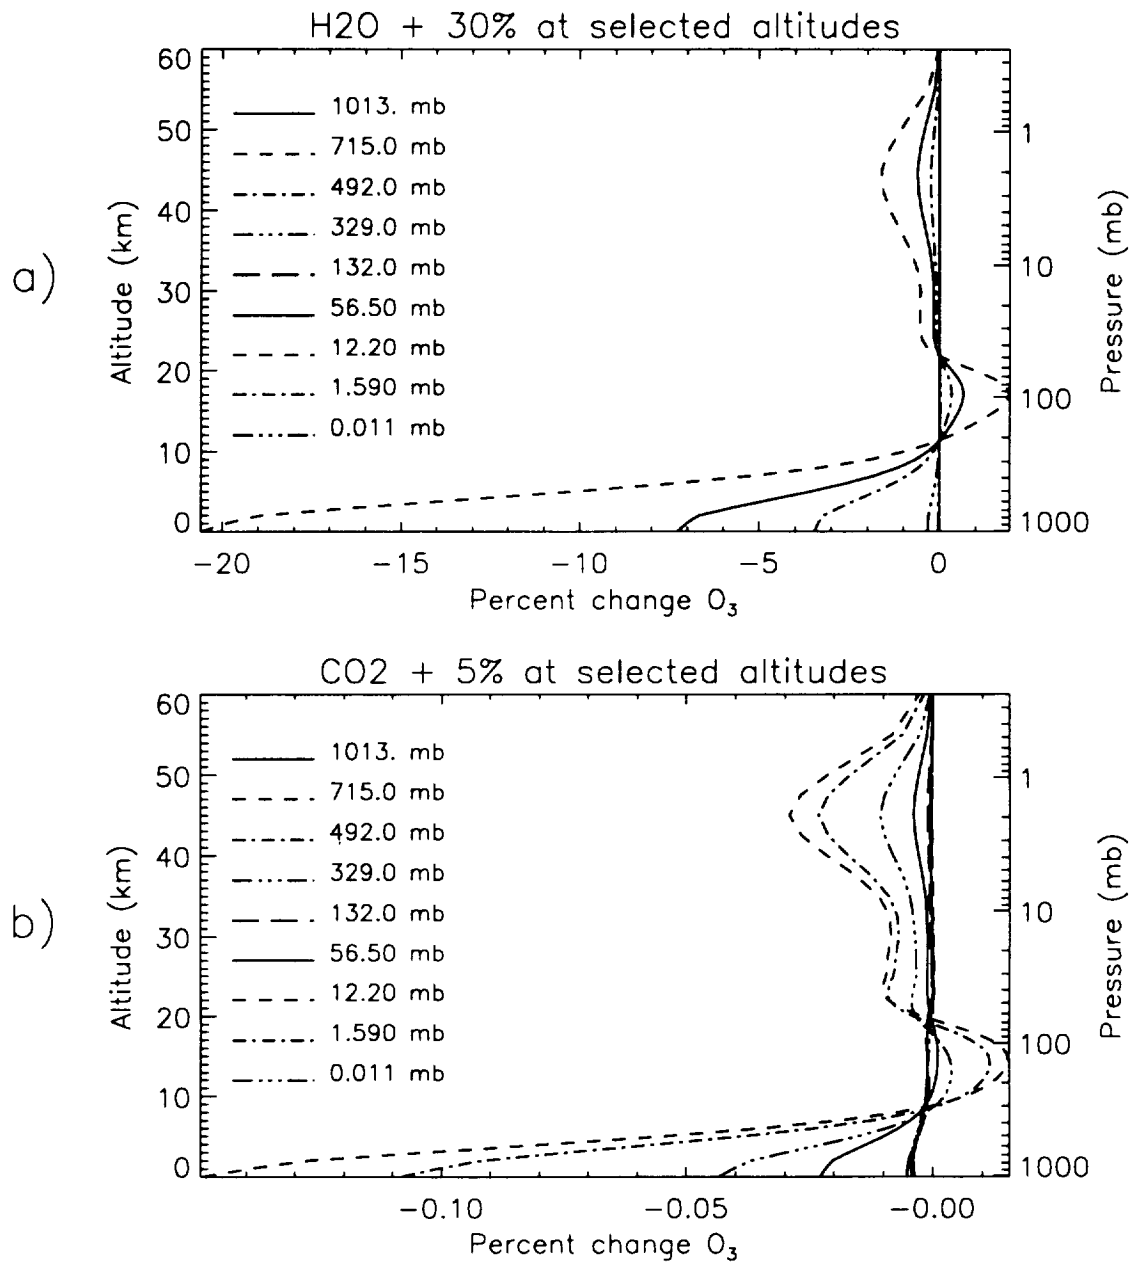 H2O + 30% at selected altitudes
a)
Altitude (km)
60
50
40
30
20
10
0
1013. mb
715.0 mb
492.0 mb
329.0 mb
132.0 mb
56.50 mb
12.20 mb
1.590 mb
0.011 mb
1
10
100
1000
Pressure (mb)
−20 −15 −10 −5 0
Percent change O₃
CO2 + 5% at selected altitudes
b)
Altitude (km)
60
50
40
30
20
10
0
1013. mb
715.0 mb
492.0 mb
329.0 mb
132.0 mb
56.50 mb
12.20 mb
1.590 mb
0.011 mb
1
10
100
1000
Pressure (mb)
−0.10 −0.05 −0.00
Percent change O₃